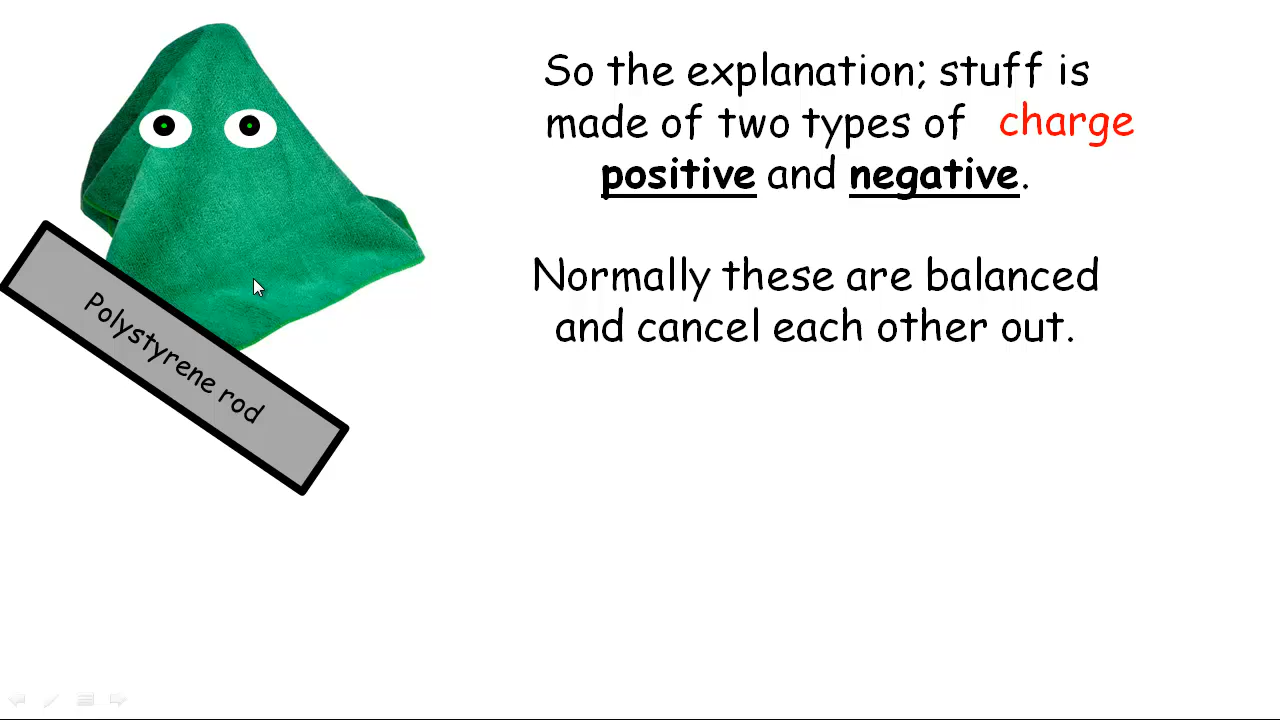 So the explanation; stuff is
made of two types of charge
positive and negative.
Normally these are balanced
and cancel each other out.
Polystyrene rod